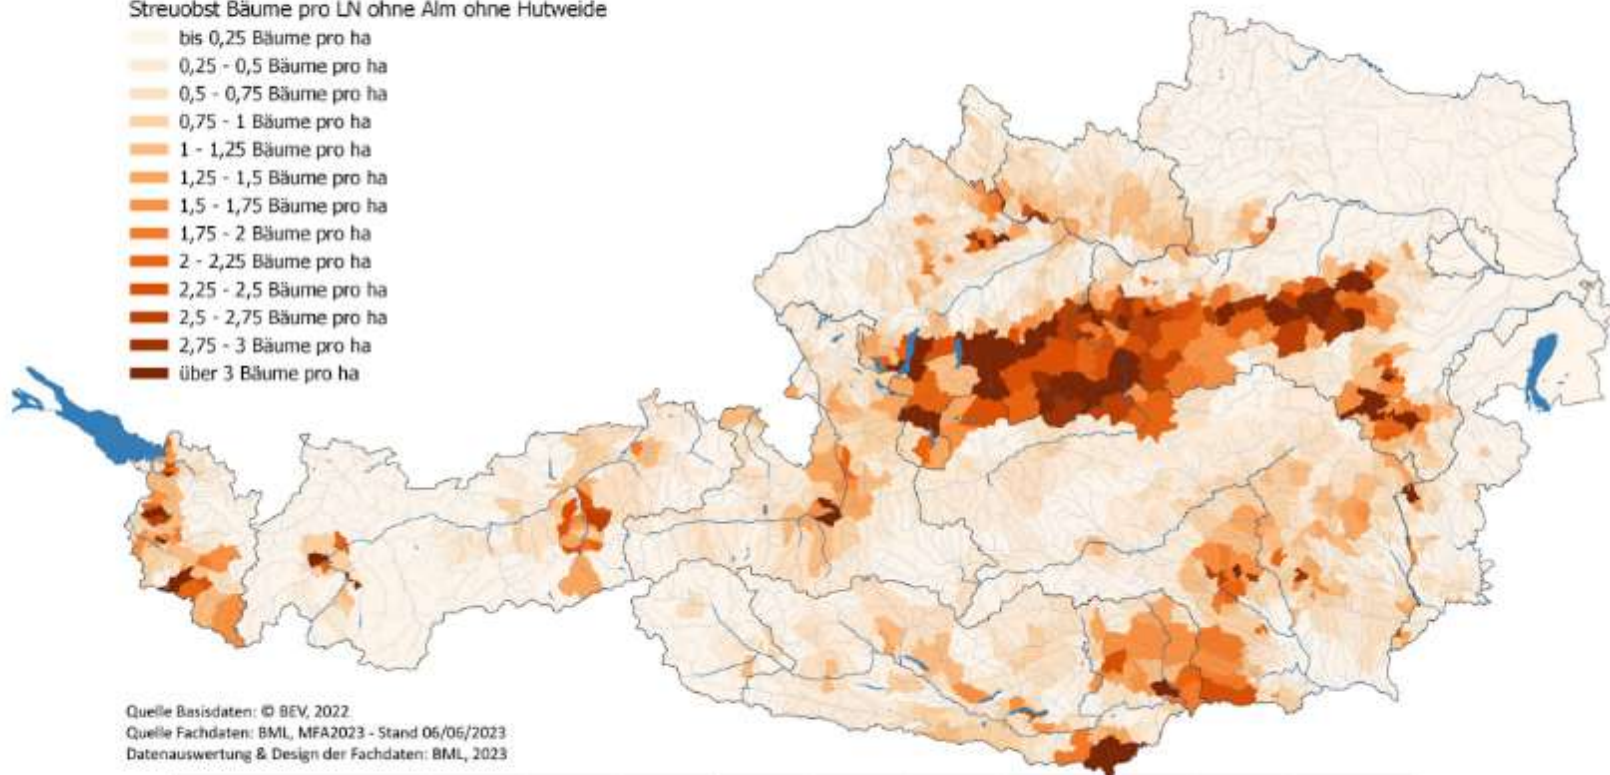 Streuobst Bäume pro LN ohne Alm ohne Hutweide
bis 0,25 Bäume pro ha
0,25 - 0,5 Bäume pro ha
0,5 - 0,75 Bäume pro ha
0,75 - 1 Bäume pro ha
1 - 1,25 Bäume pro ha
1,25 - 1,5 Bäume pro ha
1,5 - 1,75 Bäume pro ha
1,75 - 2 Bäume pro ha
2 - 2,25 Bäume pro ha
2,25 - 2,5 Bäume pro ha
2,5 - 2,75 Bäume pro ha
2,75 - 3 Bäume pro ha
über 3 Bäume pro ha
Quelle Basisdaten: © BEV, 2022
Quelle Fachdaten: BML, MFA2023 - Stand 06/06/2023
Datenauswertung & Design der Fachdaten: BML, 2023